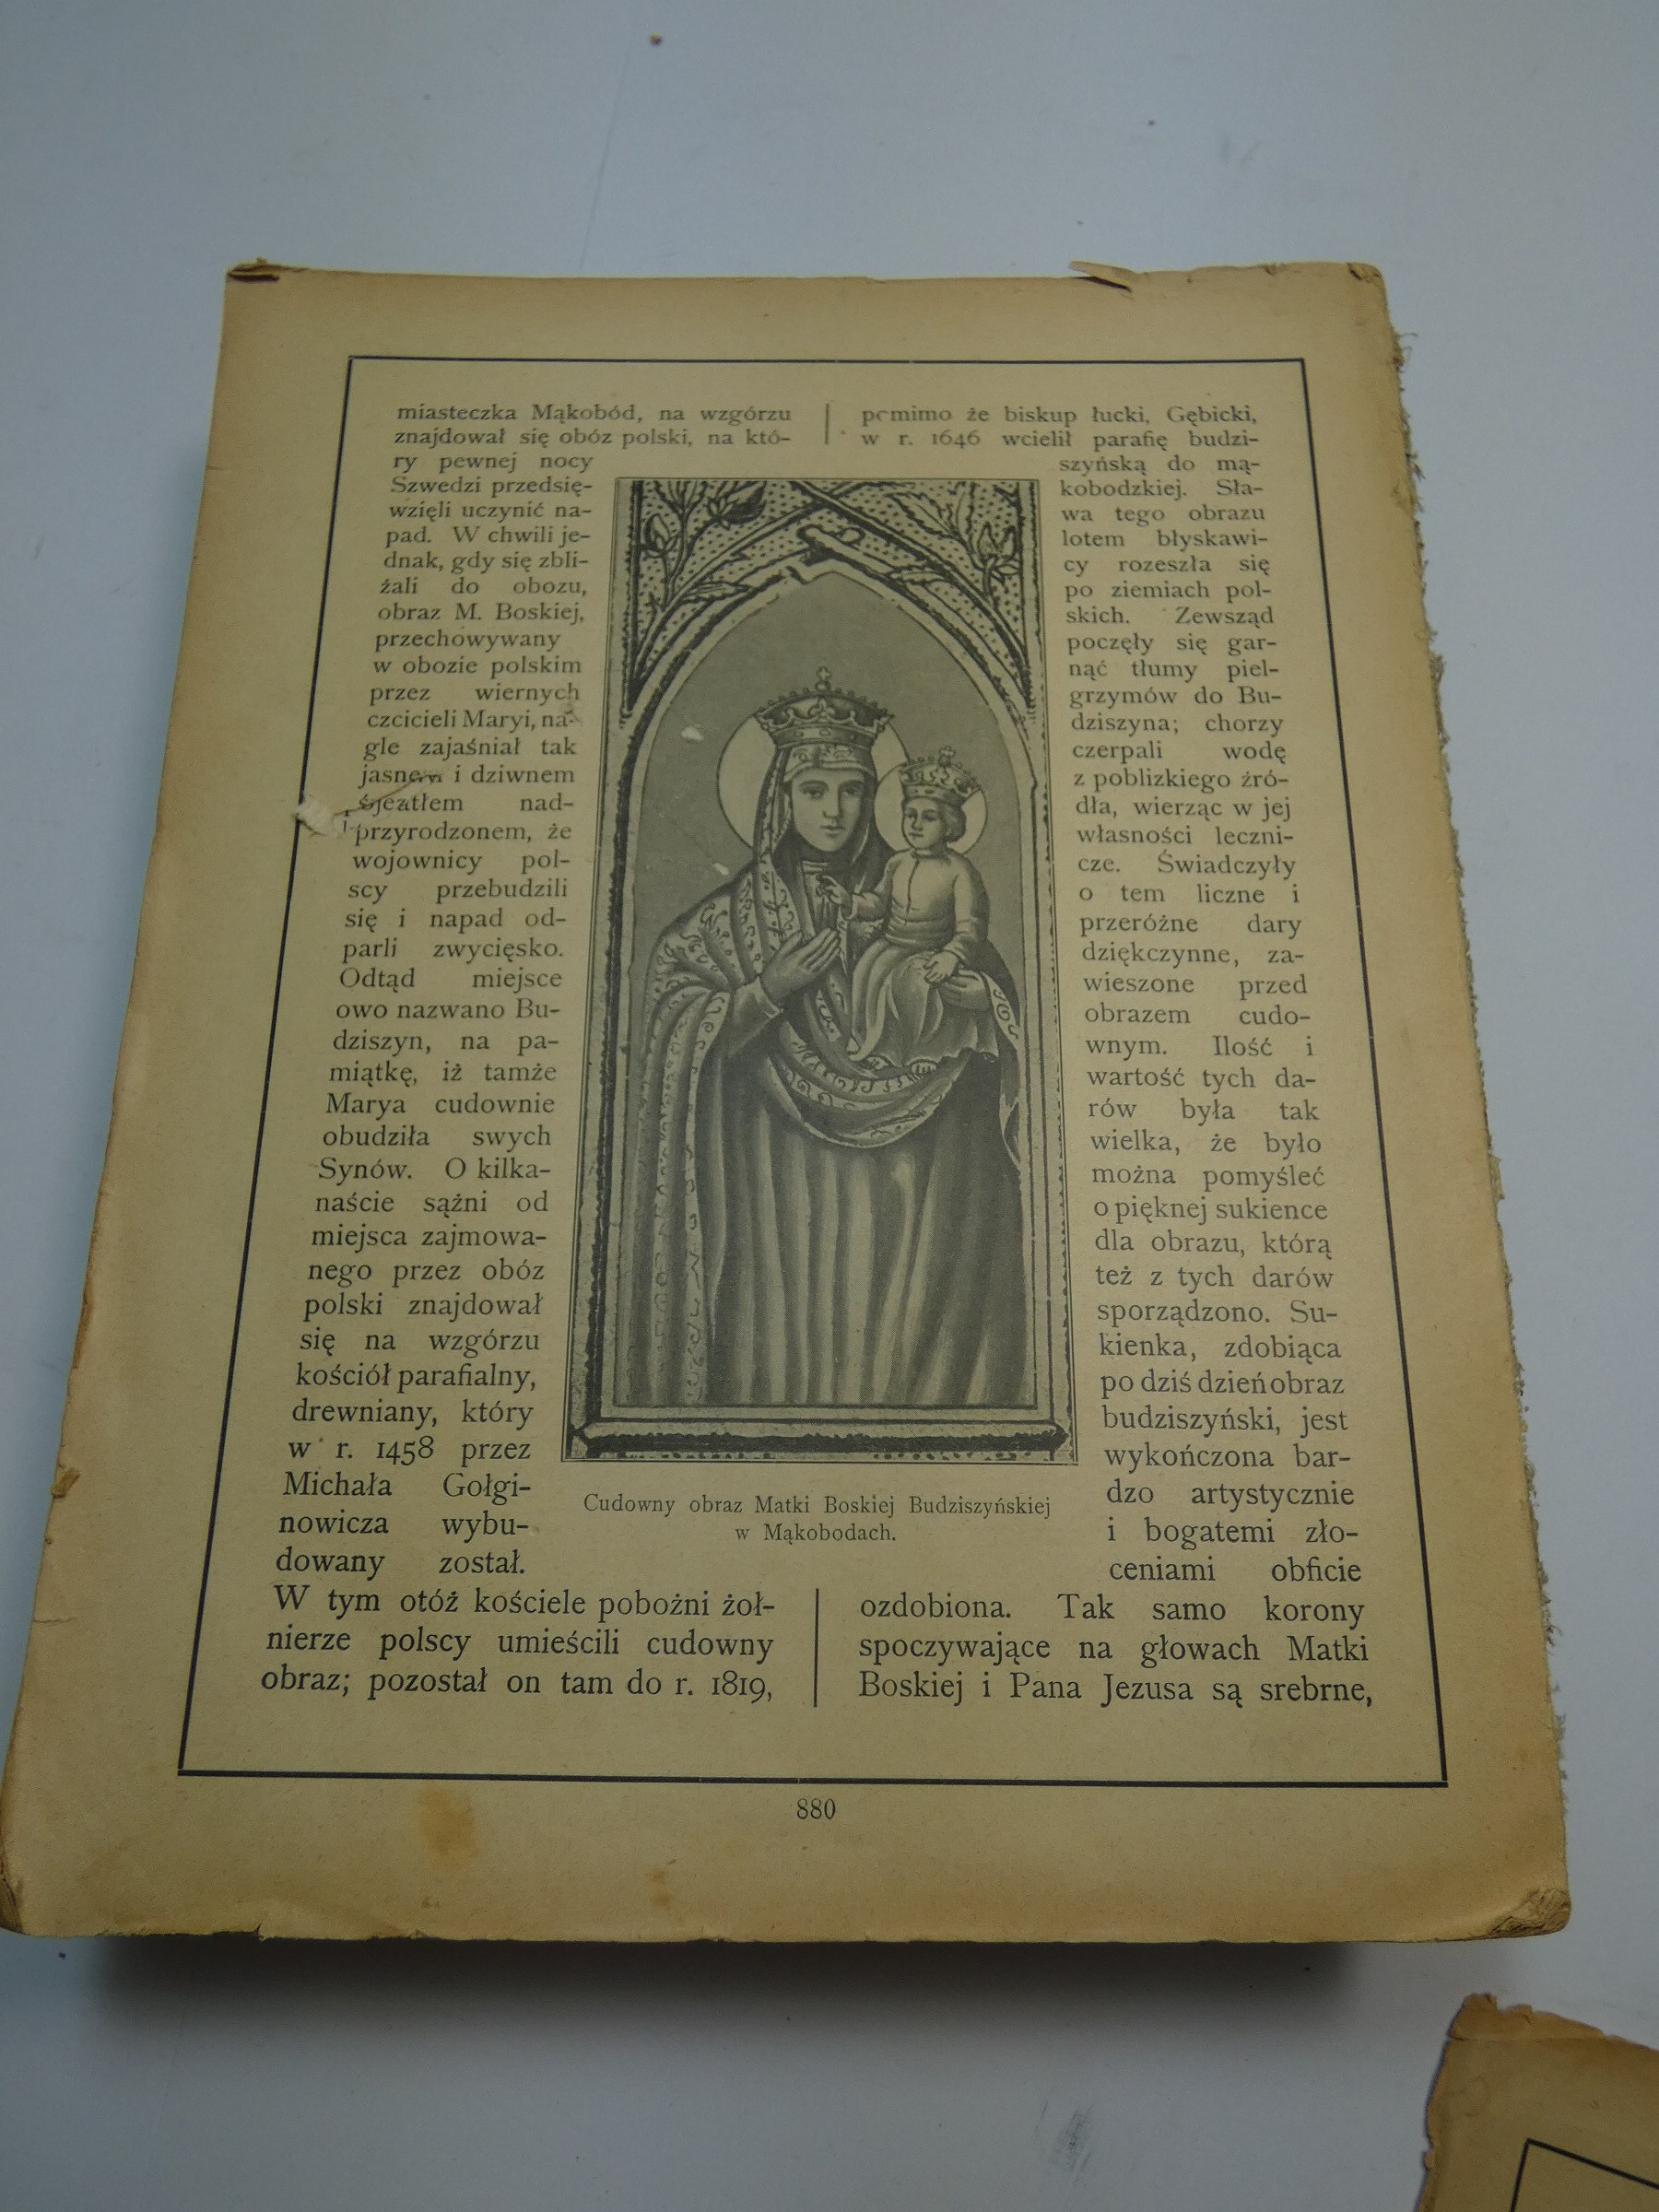 miasteczka Mąkobód, na wzgórzu
znajdował się obóz polski, na któ-
ry pewnej nocy
Szwedzi przedsię-
wzięli uczynić na-
pad. W chwili je-
dnak, gdy się zbli-
żali do obozu,
obraz M. Boskiej,
przechowywany
w obozie polskim
przez wiernych
czcicieli Maryi, na-
gle zajaśniał tak
i dziwnem
nad-
przyrodzonem, że
wojownicy pol-
scy przebudzili
się i napad od-
parli zwycięsko.
Odtąd miejsce
owo nazwano Bu-
dziszyn, na pa-
miątkę, iż tamże
Marya cudownie
obudziła swych
Synów. O kilka-
naście sążni od
miejsca zajmowa-
nego przez obóz
polski znajdował
się na wzgórzu
kościół parafialny,
drewniany, który
w r. 1458 przez
Michała Gołgi-
nowicza wybu-
dowany został.
W tym otóż kościele pobożni żoł-
nierze polscy umieścili cudowny
obraz; pozostał on tam do r. 1819,
pomimo że biskup łucki, Gębicki,
w r. 1646 wcielił parafię budzi-
szyńską do mą-
kobodzkiej. Sła-
wa tego obrazu
lotem błyskawi-
cy rozeszła się
po ziemiach pol-
skich. Zewsząd
poczęły się gar-
nąć tłumy piel-
grzymów do Bu-
dziszyna; chorzy
czerpali wodę
z poblizkiego źró-
dła, wierząc w jej
własności leczni-
cze. Świadczyły
o tem liczne i
przeróżne dary
dziękczynne, za-
wieszone przed
obrazem cudo-
wnym. Ilość i
wartość tych da-
rów była tak
wielka, że było
można pomyśleć
o pięknej sukience
dla obrazu, którą
też z tych darów
sporządzono. Su-
kienka, zdobiąca
po dziś dzień obraz
budziszyński, jest
wykończona bar-
dzo artystycznie
i bogatemi zło-
ceniami obficie
ozdobiona. Tak samo korony
spoczywające na głowach Matki
Boskiej i Pana Jezusa są srebrne,
Cudowny obraz Matki Boskiej Budziszyńskiej
w Mąkobodach.
880